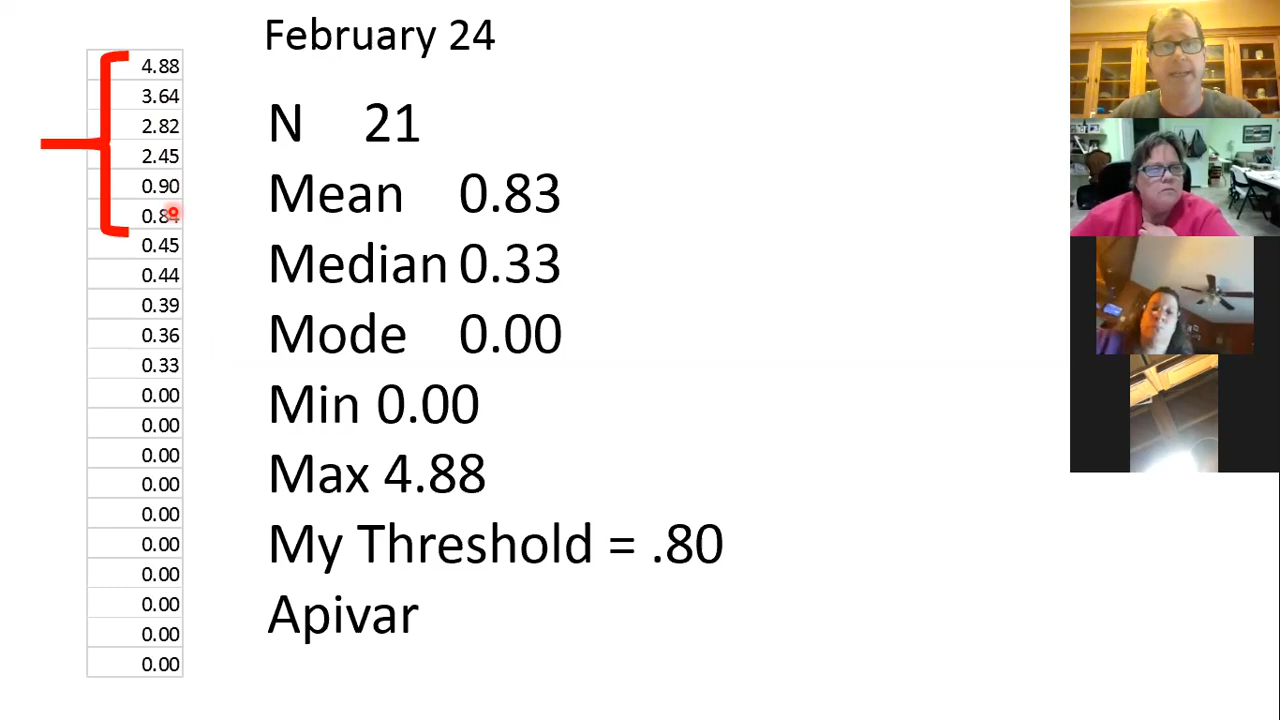 February 24
4.88
3.64
2.82
2.45
0.90
0.84
0.45
0.44
0.39
0.36
0.33
0.00
0.00
0.00
0.00
0.00
0.00
0.00
0.00
0.00
0.00
N 21
Mean 0.83
Median 0.33
Mode 0.00
Min 0.00
Max 4.88
My Threshold = .80
Apivar